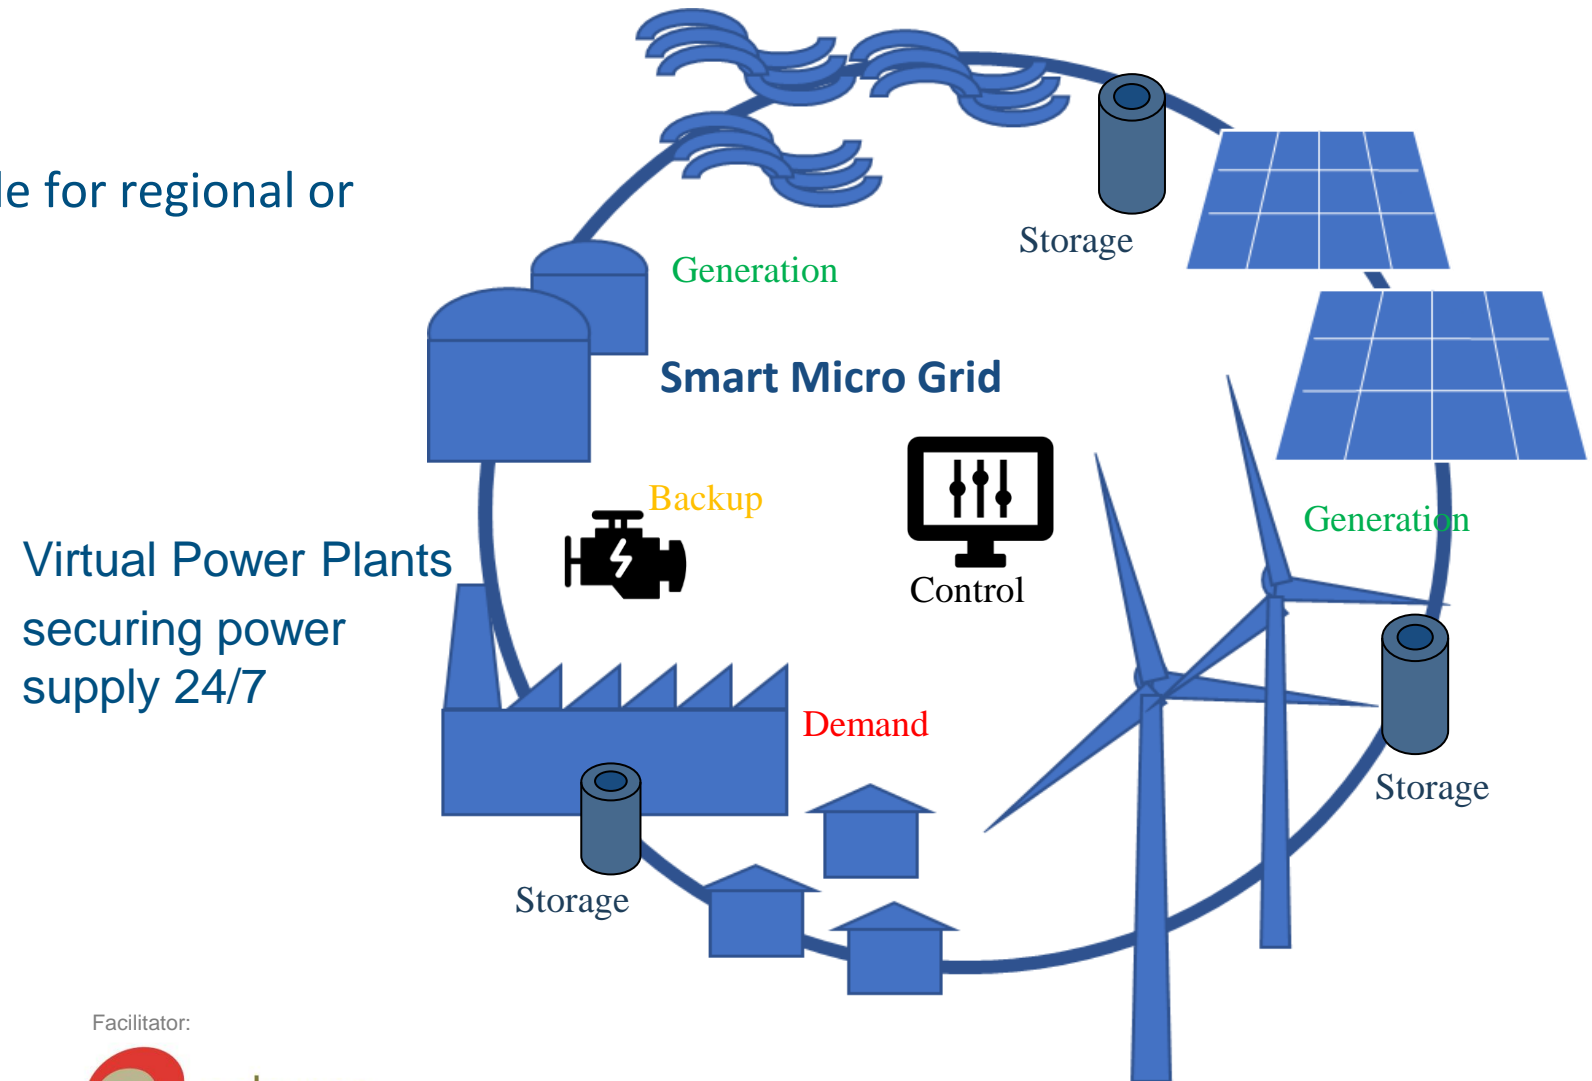 for regional or
Storage
Generation
Smart Micro Grid
Backup
Generation
Virtual Power Plants
Control
securing power
supply 24/7
Demand
Storage
Storage
Facilitator: